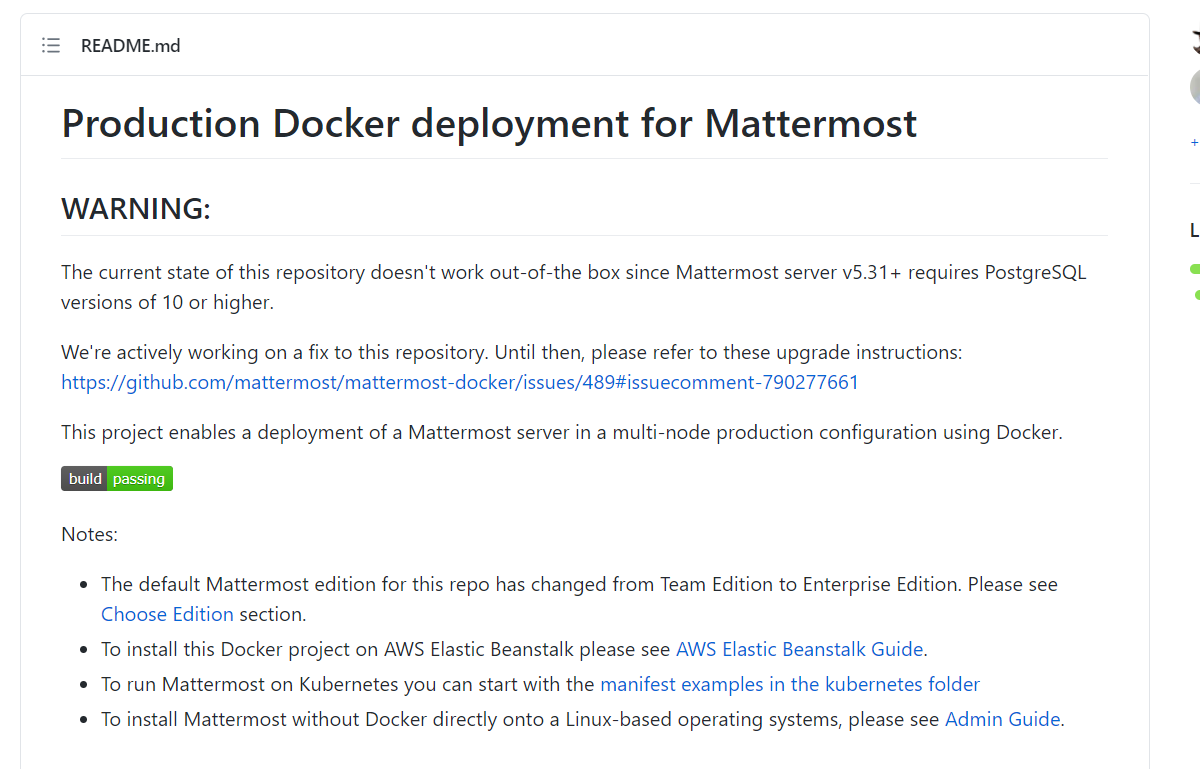 README.md
Production Docker deployment for Mattermost
WARNING:
The current state of this repository doesn't work out-of-the box since Mattermost server v5.31+ requires PostgreSQL
versions of 10 or higher.
We're actively working on a fix to this repository. Until then, please refer to these upgrade instructions:
https://github.com/mattermost/mattermost-docker/issues/489#issuecomment-790277661
This project enables a deployment of a Mattermost server in a multi-node production configuration using Docker.
build passing
Notes:
• The default Mattermost edition for this repo has changed from Team Edition to Enterprise Edition. Please see
Choose Edition section.
• To install this Docker project on AWS Elastic Beanstalk please see AWS Elastic Beanstalk Guide.
• To run Mattermost on Kubernetes you can start with the manifest examples in the kubernetes folder
• To install Mattermost without Docker directly onto a Linux-based operating systems, please see Admin Guide.